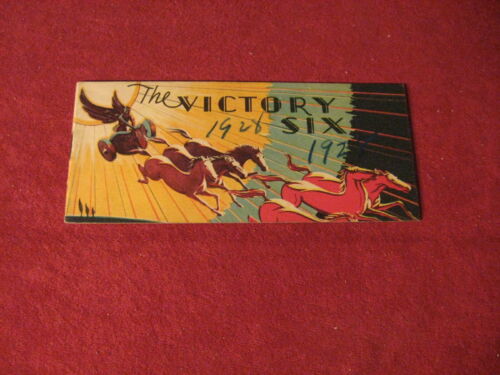 The VICTORY
1928 SIX
192